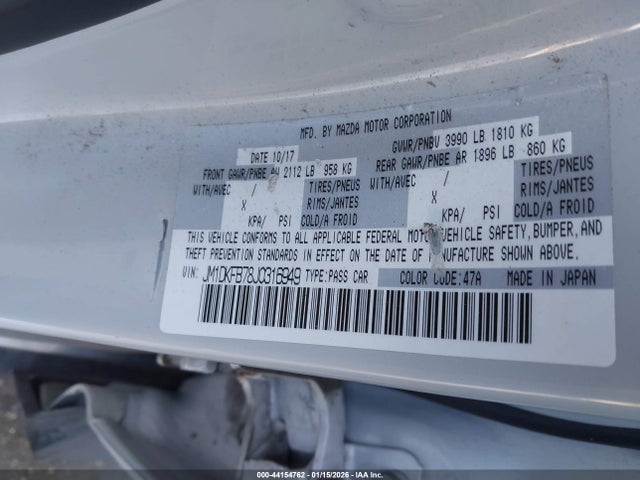 MFD. BY MAZDA MOTOR CORPORATION
DATE 10/17 GVWR/PNBV 3990 LB 1810 KG
FRONT GAWR/PNBE AV 2112 LB 958 KG REAR GAWR/PNBE AR 1896 LB 860 KG
WITH/AVEC / TIRES/PNEUS WITH/AVEC / TIRES/PNEUS
X RIMS/JANTES X RIMS/JANTES
KPA/ PSI COLD/A FROID KPA/ PSI COLD/A FROID
THIS VEHICLE CONFORMS TO ALL APPLICABLE FEDERAL MOTOR VEHICLE SAFETY, BUMPER, AND
THEFT PREVENTION STANDARDS IN EFFECT ON THE DATE OF MANUFACTURE SHOWN ABOVE.
VIN: JM1DKFB78J0316949 TYPE:PASS CAR COLOR CODE:47A MADE IN JAPAN
000-44154762 - 01/15/2026 - IAA Inc.